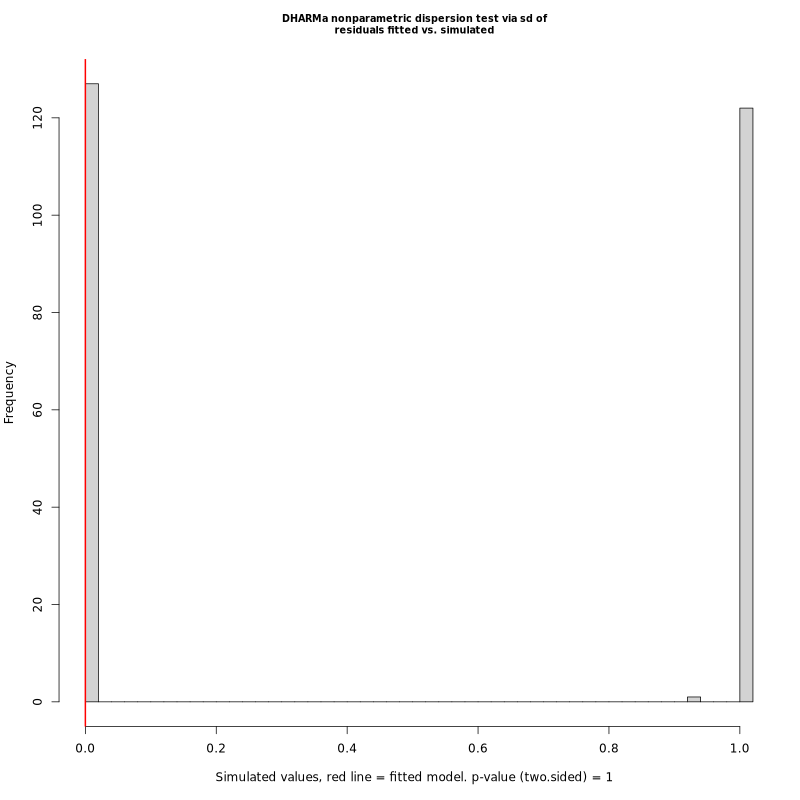 DHARMa nonparametric dispersion test via sd of
residuals fitted vs. simulated
Frequency
120
100
80
60
40
20
0
0.0 0.2 0.4 0.6 0.8 1.0
Simulated values, red line = fitted model. p-value (two.sided) = 1